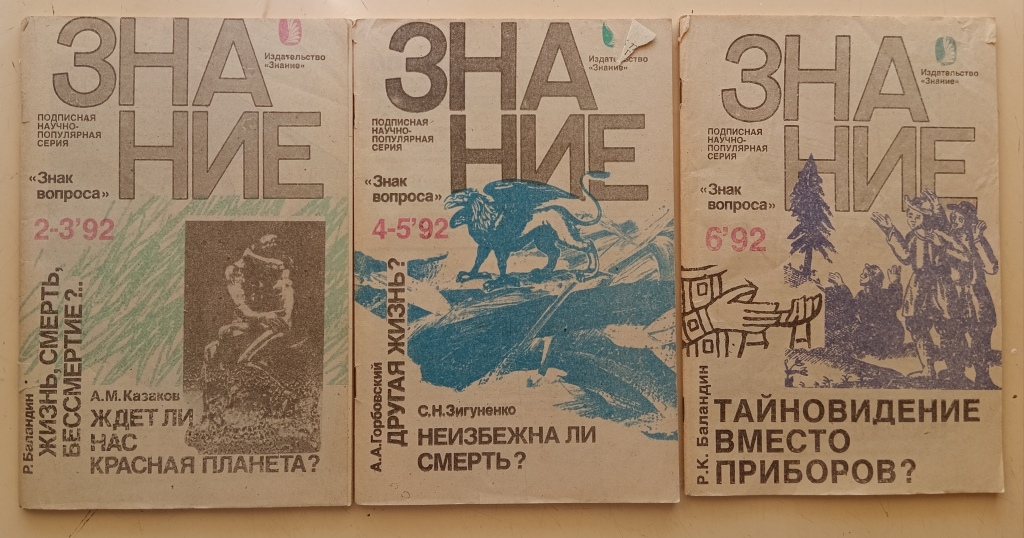 ЗНА
НИЕ
Издательство
«Знание»
ПОДПИСНАЯ
НАУЧНО-
ПОПУЛЯРНАЯ
СЕРИЯ
«Знак
вопроса»
2-3'92
Р. Баландин
ЖИЗНЬ, СМЕРТЬ,
БЕССМЕРТИЕ?..
А.М. Казаков
ЖДЕТ ЛИ
НАС
КРАСНАЯ ПЛАНЕТА?
ЗНА
НИЕ
Издательство
«Знание»
ПОДПИСНАЯ
НАУЧНО-
ПОПУЛЯРНАЯ
СЕРИЯ
«Знак
вопроса»
4-5'92
А.А.Горбовский
ДРУГАЯ ЖИЗНЬ?
С.Н.Зигуненко
НЕИЗБЕЖНА ЛИ
СМЕРТЬ?
ЗНА
НИЕ
Издательство
«Знание»
ПОДПИСНАЯ
НАУЧНО-
ПОПУЛЯРНАЯ
СЕРИЯ
«Знак
вопроса»
6'92
Р.К. Баландин
ТАЙНОВИДЕНИЕ
ВМЕСТО
ПРИБОРОВ?